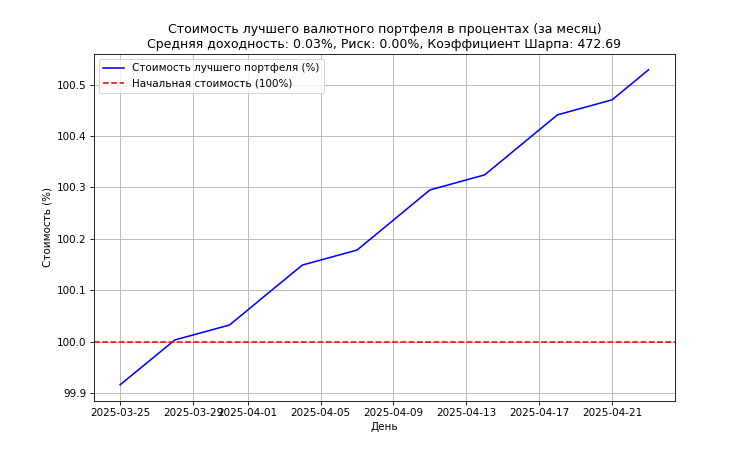 Стоимость лучшего валютного портфеля в процентах (за месяц)
Средняя доходность: 0.03%, Риск: 0.00%, Коэффициент Шарпа: 472.69
Стоимость лучшего портфеля (%)
Начальная стоимость (100%)
Стоимость (%)
100.5
100.4
100.3
100.2
100.1
100.0
99.9
2025-03-25 2025-03-29 2025-04-01 2025-04-05 2025-04-09 2025-04-13 2025-04-17 2025-04-21
День